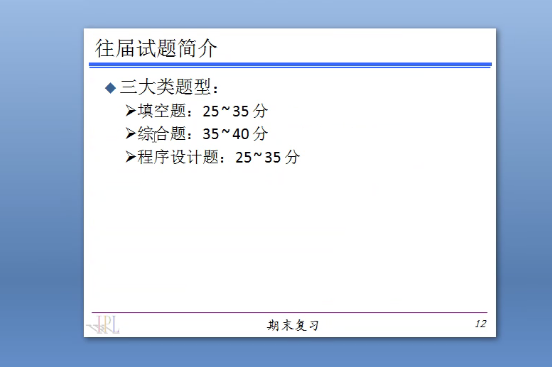 往届试题简介
三大类题型：
填空题：25~35 分
综合题：35~40 分
程序设计题：25~35 分
期末复习
12